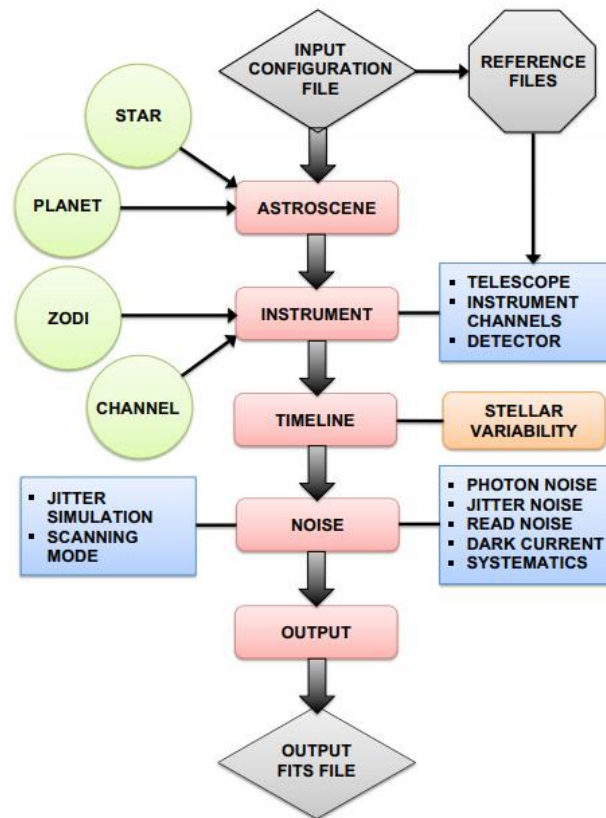 INPUT
CONFIGURATION
FILE
REFERENCE
FILES
STAR
PLANET
ASTROSCENE
ZODI
INSTRUMENT
▪ TELESCOPE
▪ INSTRUMENT
CHANNELS
▪ DETECTOR
CHANNEL
TIMELINE
STELLAR
VARIABILITY
▪ JITTER
SIMULATION
▪ SCANNING
MODE
NOISE
▪ PHOTON NOISE
▪ JITTER NOISE
▪ READ NOISE
▪ DARK CURRENT
▪ SYSTEMATICS
OUTPUT
OUTPUT
FITS FILE